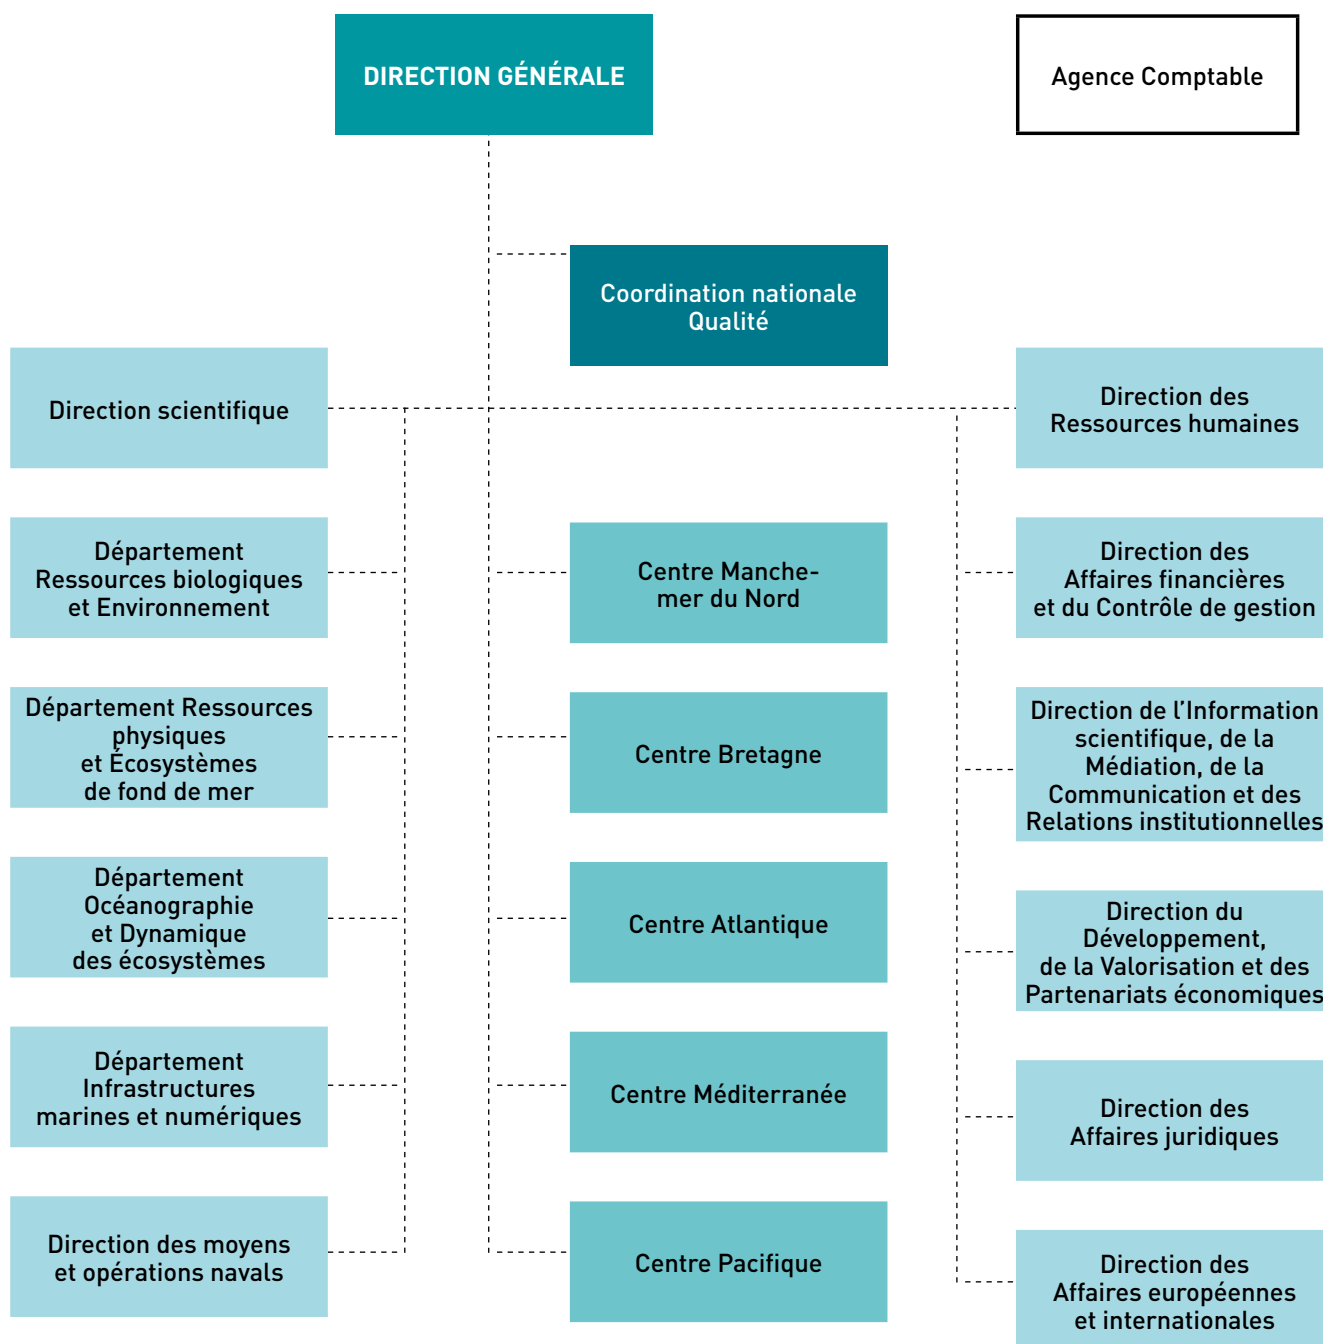 DIRECTION GÉNÉRALE
Agence Comptable
Coordination nationale
Qualité
Direction scientifique
Direction des
Ressources humaines
Département
Ressources biologiques
et Environnement
Centre Manche-
mer du Nord
Direction des
Affaires financières
et du Contrôle de gestion
Département Ressources
physiques
et Écosystèmes
de fond de mer
Centre Bretagne
Direction de l’Information
scientifique, de la
Médiation, de la
Communication et des
Relations institutionnelles
Département
Océanographie
et Dynamique
des écosystèmes
Centre Atlantique
Direction du
Développement,
de la Valorisation et des
Partenariats économiques
Département
Infrastructures
marines et numériques
Centre Méditerranée
Direction des
Affaires juridiques
Direction des moyens
et opérations navals
Centre Pacifique
Direction des
Affaires européennes
et internationales